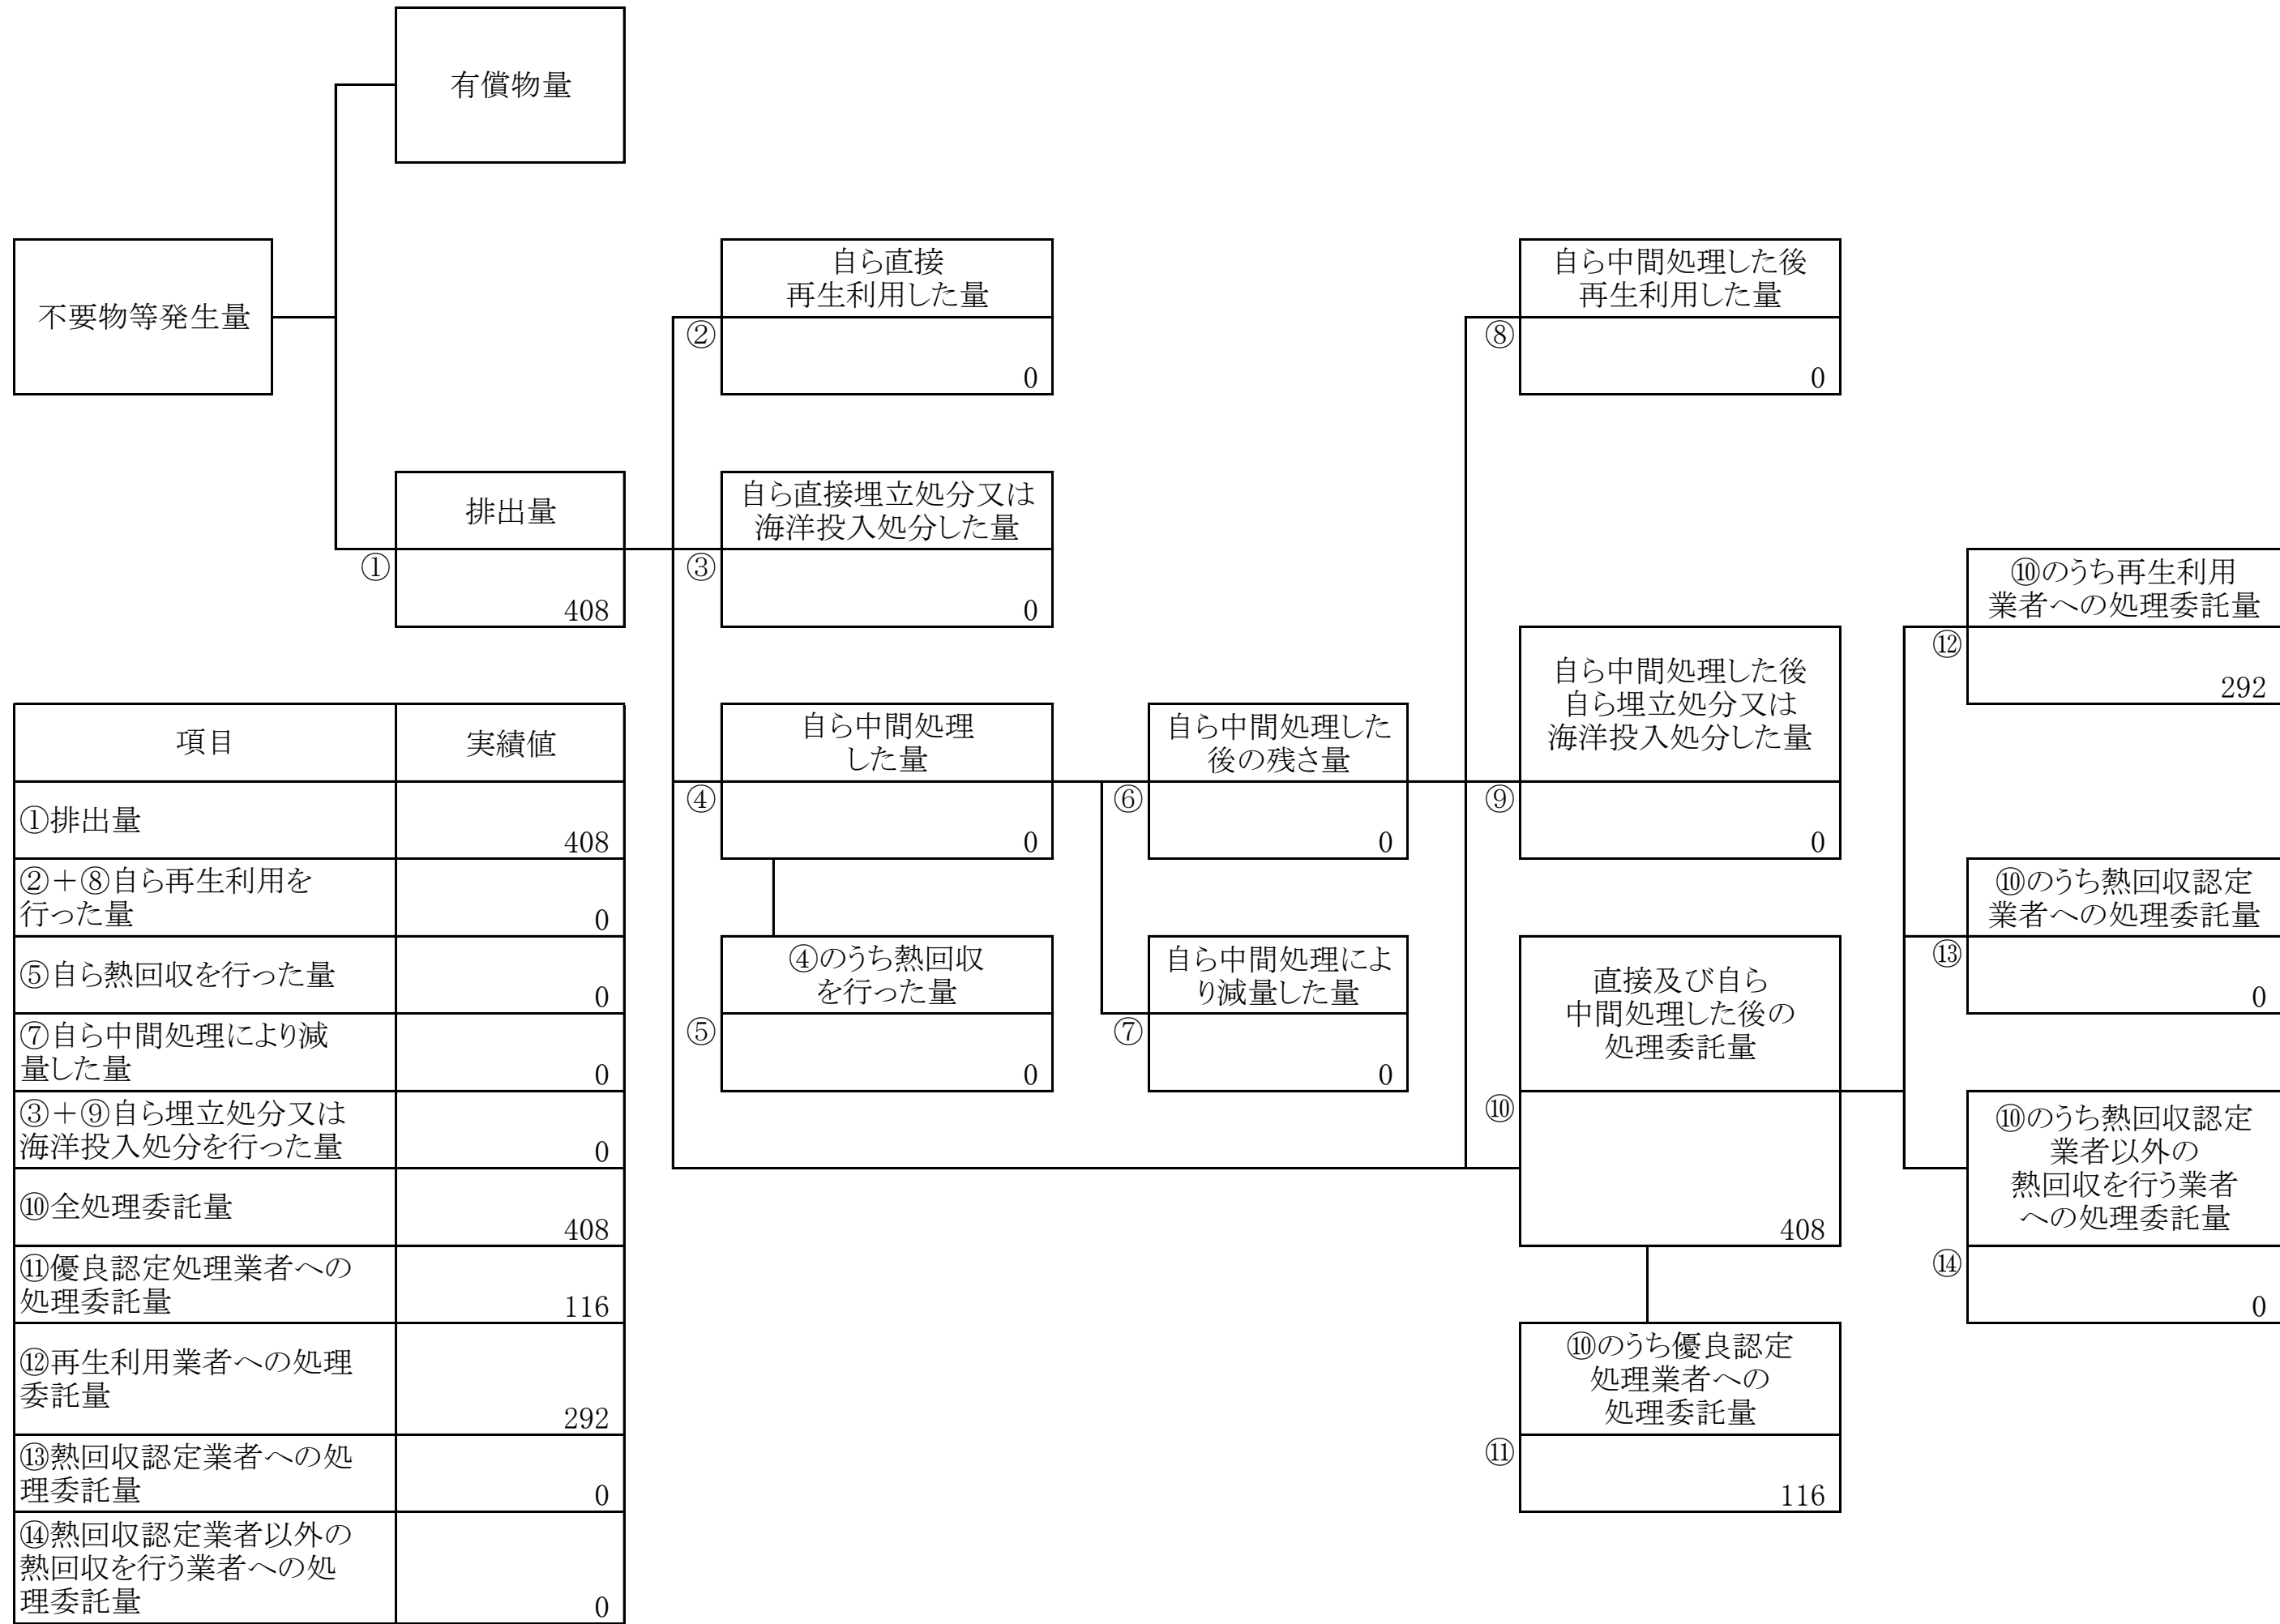 有償物量
不要物等発生量
自ら直接
再生利用した量
②
0
自ら中間処理した後
再生利用した量
⑧
0
排出量
①
408
自ら直接埋立処分又は
海洋投入処分した量
③
0
⑩のうち再生利用
業者への処理委託量
⑫
292
自ら中間処理
した量
④
0
自ら中間処理した
後の残さ量
⑥
0
自ら中間処理した後
自ら埋立処分又は
海洋投入処分した量
⑨
0
⑩のうち熱回収認定
業者への処理委託量
⑬
0
④のうち熱回収
を行った量
⑤
0
自ら中間処理によ
り減量した量
⑦
0
直接及び自ら
中間処理した後の
処理委託量
⑩
408
⑩のうち熱回収認定
業者以外の
熱回収を行う業者
への処理委託量
⑭
0
⑩のうち優良認定
処理業者への
処理委託量
⑪
116
項目
実績値
①排出量
408
②+⑧自ら再生利用を
行った量
0
⑤自ら熱回収を行った量
0
⑦自ら中間処理により減
量した量
0
③+⑨自ら埋立処分又は
海洋投入処分を行った量
0
⑩全処理委託量
408
⑪優良認定処理業者への
処理委託量
116
⑫再生利用業者への処理
委託量
292
⑬熱回収認定業者への処
理委託量
0
⑭熱回収認定業者以外の
熱回収を行う業者への処
理委託量
0